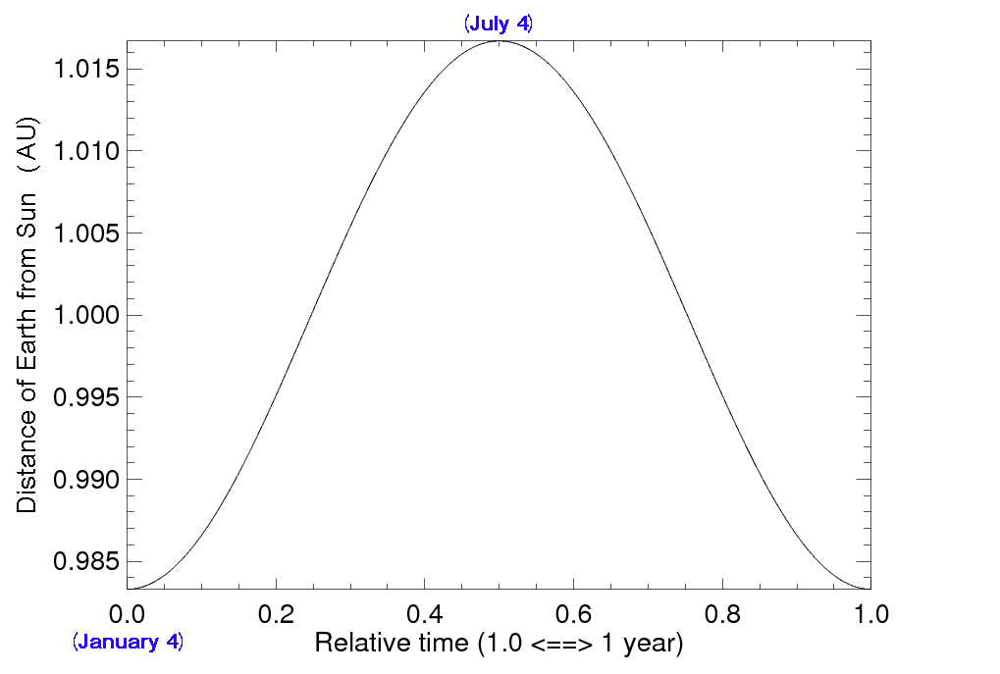 (July 4)
1.015
1.010
1.005
1.000
0.995
0.990
0.985
Distance of Earth from Sun ( AU)
0.0 0.2 0.4 0.6 0.8 1.0
(January 4)
Relative time (1.0 <==> 1 year)